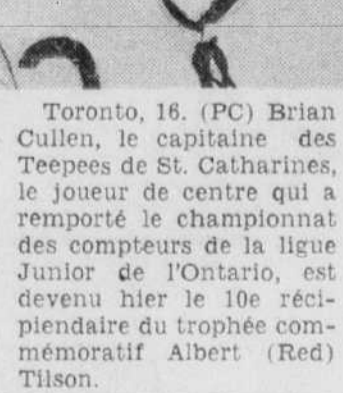 Toronto, 16. (PC) Brian
Cullen, le capitaine des
Teepees de St. Catharines,
le joueur de centre qui a
remporté le championnat
des compteurs de la ligue
Junior de l'Ontario, est
devenu hier le 10e réci-
piendaire du trophée com-
mémoratif Albert (Red)
Tilson.